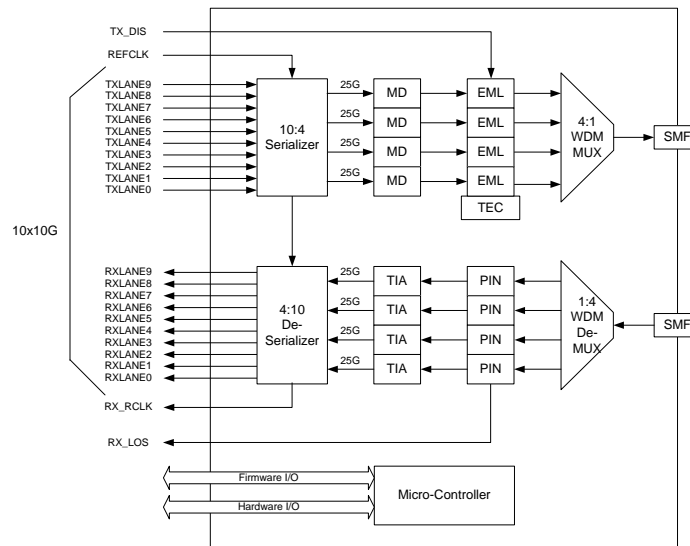 TX_DIS
REFCLK
TXLANE9
TXLANE8
TXLANE7
TXLANE6
TXLANE5
TXLANE4
TXLANE3
TXLANE2
TXLANE1
TXLANE0
10:4
Serializer
25G
25G
25G
25G
MD
MD
MD
MD
EML
EML
EML
EML
TEC
4:1
WDM
MUX
SMF
10x10G
RXLANE9
RXLANE8
RXLANE7
RXLANE6
RXLANE5
RXLANE4
RXLANE3
RXLANE2
RXLANE1
RXLANE0
4:10
De-
Serializer
25G
25G
25G
25G
TIA
TIA
TIA
TIA
PIN
PIN
PIN
PIN
1:4
WDM
De-
MUX
SMF
RX_RCLK
RX_LOS
Firmware I/O
Hardware I/O
Micro-Controller